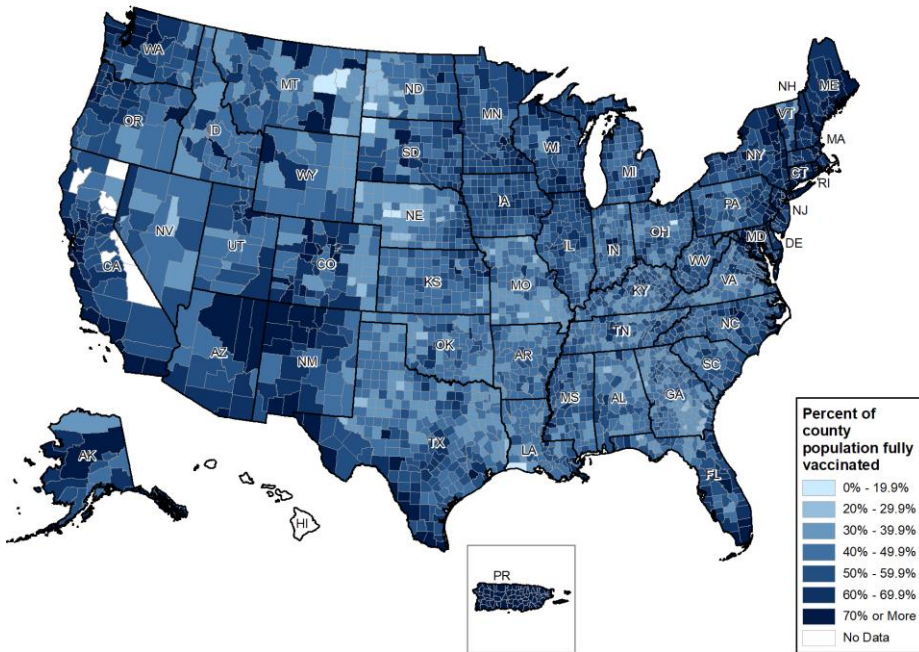 WA
MT
ND
MN
OR
ID
WY
SD
WI
MI
NH
VT
ME
NY
MA
CT
RI
NV
UT
NE
IA
IL
IN
OH
PA
NJ
CA
CO
KS
MO
KY
WV
MD
DE
VA
AZ
NM
OK
AR
TN
NC
SC
TX
LA
MS
AL
GA
FL
AK
HI
PR
Percent of
county
population fully
vaccinated
0% - 19.9%
20% - 29.9%
30% - 39.9%
40% - 49.9%
50% - 59.9%
60% - 69.9%
70% or More
No Data